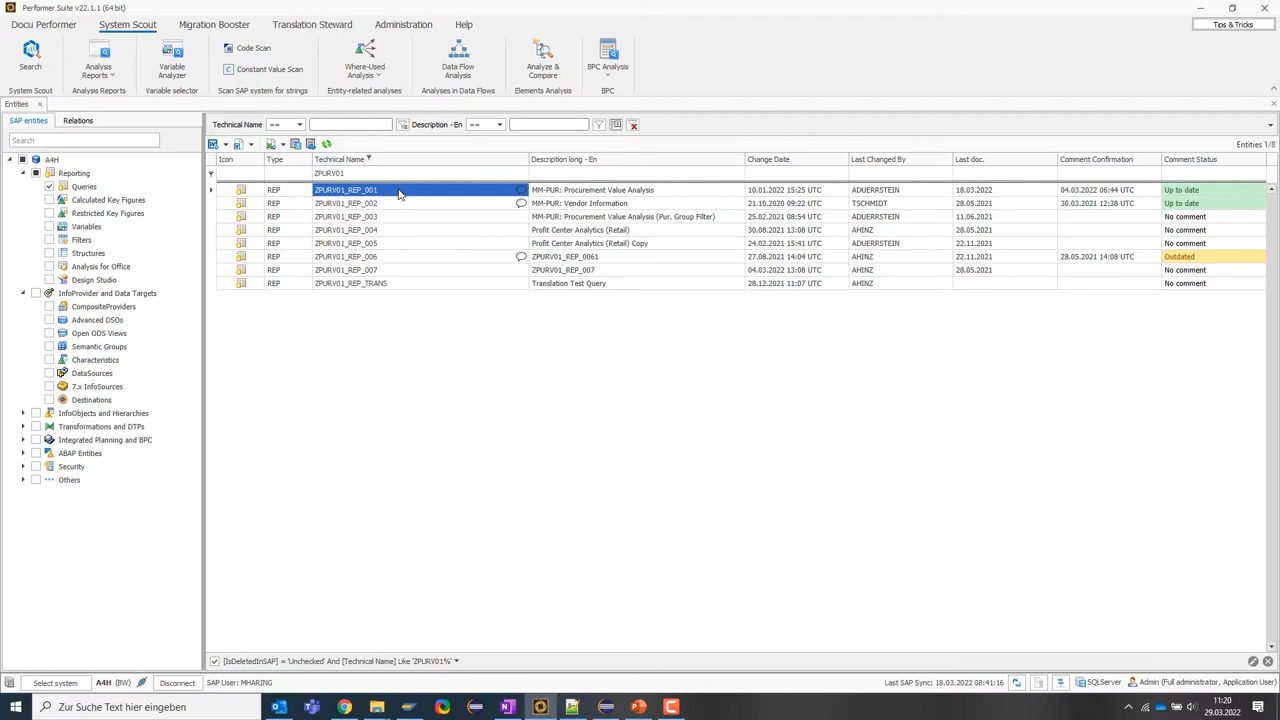 Performer Suite v22.1.1 (64 bit)
Docu Performer System Scout Migration Booster Translation Steward Administration Help
Tips & Tricks
Search Analysis Reports Variable Analyzer Code Scan Constant Value Scan Where-Used Analysis Data Flow Analysis Analyze & Compare BPC Analysis
System Scout Analysis Reports Variable selector Scan SAP system for strings Entity-related analyses Analyses in Data Flows Elements Analysis BPC
Entities
SAP entities Relations
Technical Name == Description - En ==
Search
Entities 1/8
Icon Type Technical Name Description long - En Change Date Last Changed By Last doc. Comment Confirmation Comment Status
ZPURV01
REP ZPURV01_REP_001 MM-PUR: Procurement Value Analysis 10.01.2022 15:25 UTC ADUERRSTEIN 18.03.2022 04.03.2022 06:44 UTC Up to date
REP ZPURV01_REP_002 MM-PUR: Vendor Information 21.10.2020 09:22 UTC TSCHMIDT 28.05.2021 30.03.2021 12:38 UTC Up to date
REP ZPURV01_REP_003 MM-PUR: Procurement Value Analysis (Pur. Group Filter) 25.02.2021 08:54 UTC ADUERRSTEIN 11.06.2021 No comment
REP ZPURV01_REP_004 Profit Center Analytics (Retail) 30.08.2021 13:08 UTC AHINZ 28.05.2021 No comment
REP ZPURV01_REP_005 Profit Center Analytics (Retail) Copy 24.02.2021 15:41 UTC ADUERRSTEIN 22.11.2021 No comment
REP ZPURV01_REP_006 ZPURV01_REP_0061 27.08.2021 14:04 UTC AHINZ 22.11.2021 28.05.2021 14:08 UTC Outdated
REP ZPURV01_REP_007 ZPURV01_REP_007 04.03.2022 13:08 UTC AHINZ 28.05.2021 No comment
REP ZPURV01_REP_TRANS Translation Test Query 28.12.2021 11:07 UTC AHINZ No comment
A4H
Reporting
Queries
Calculated Key Figures
Restricted Key Figures
Variables
Filters
Structures
Analysis for Office
Design Studio
InfoProvider and Data Targets
CompositeProviders
Advanced DSOs
Open ODS Views
Semantic Groups
Characteristics
DataSources
7.x InfoSources
Destinations
InfoObjects and Hierarchies
Transformations and DTPs
Integrated Planning and BPC
ABAP Entities
Security
Others
[IsDeletedInSAP] = 'Unchecked' And [Technical Name] Like 'ZPURV01%'
Select system A4H (BW) Disconnect SAP User: MHARING Last SAP Sync: 18.03.2022 08:41:16 SQLServer Admin (Full administrator, Application User)
Zur Suche Text hier eingeben
11:20
29.03.2022